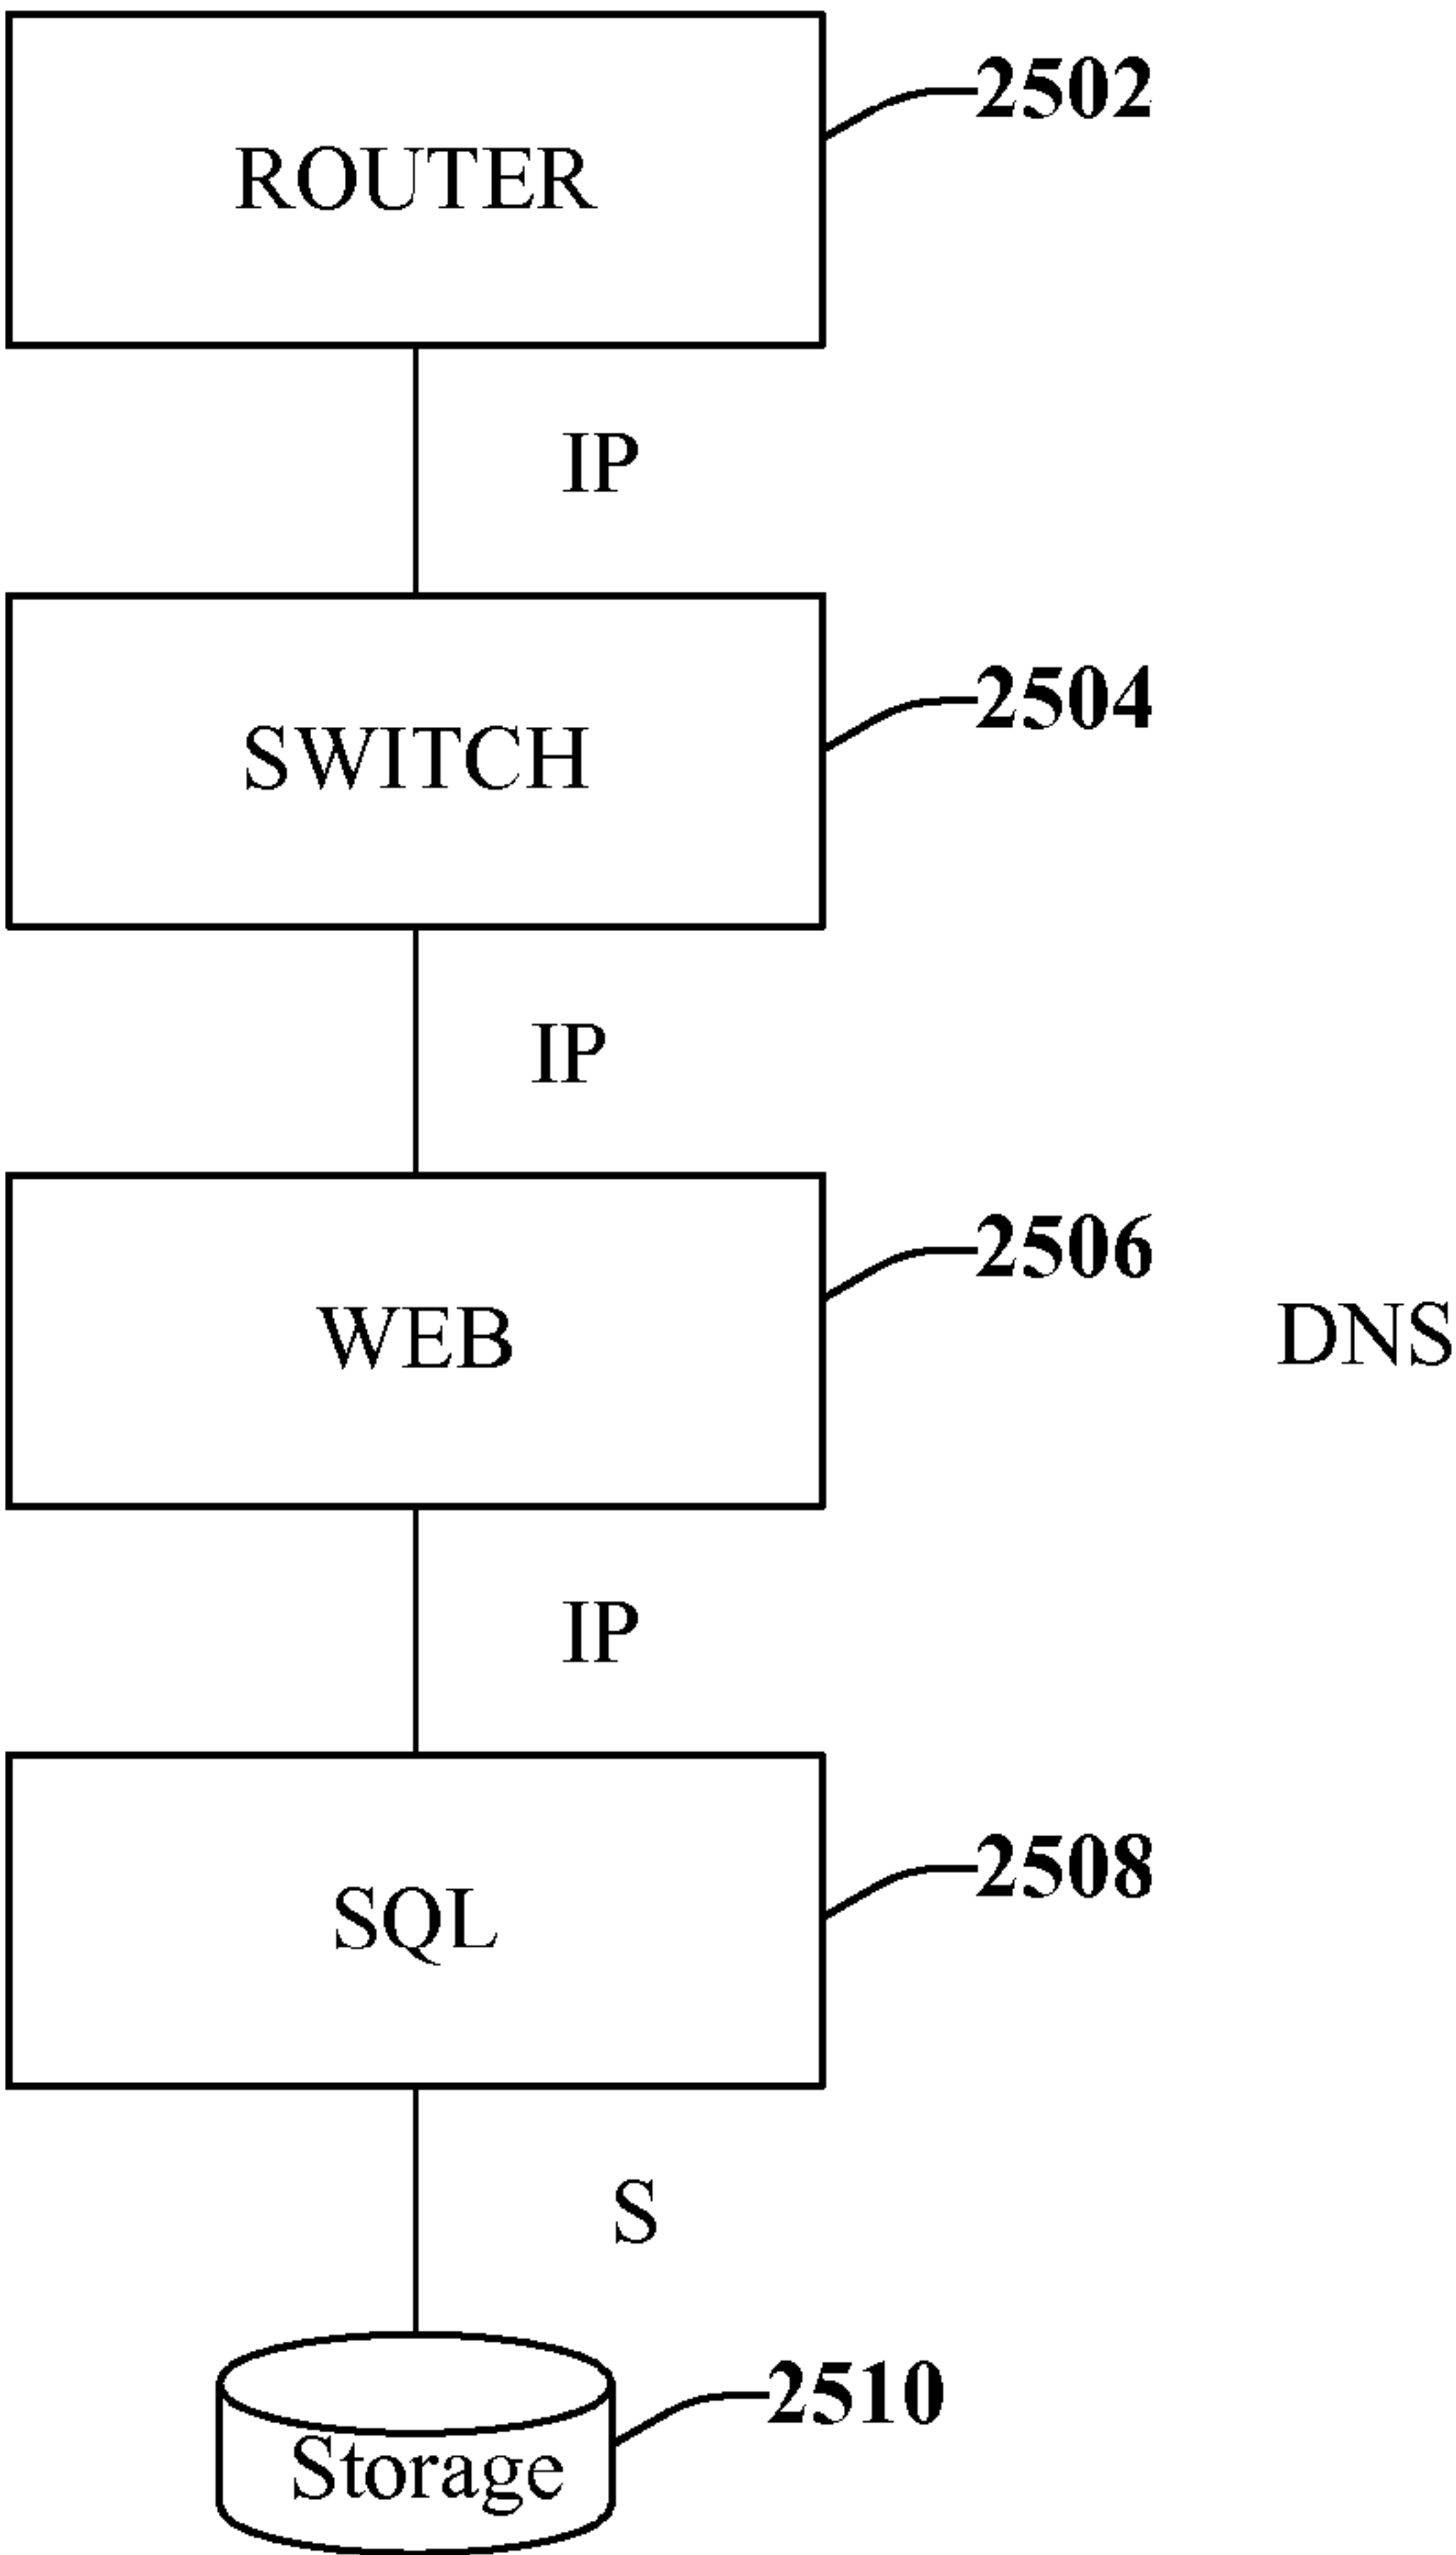 2502
ROUTER
IP
2504
SWITCH
IP
2506
WEB
DNS
IP
2508
SQL
S
2510
Storage